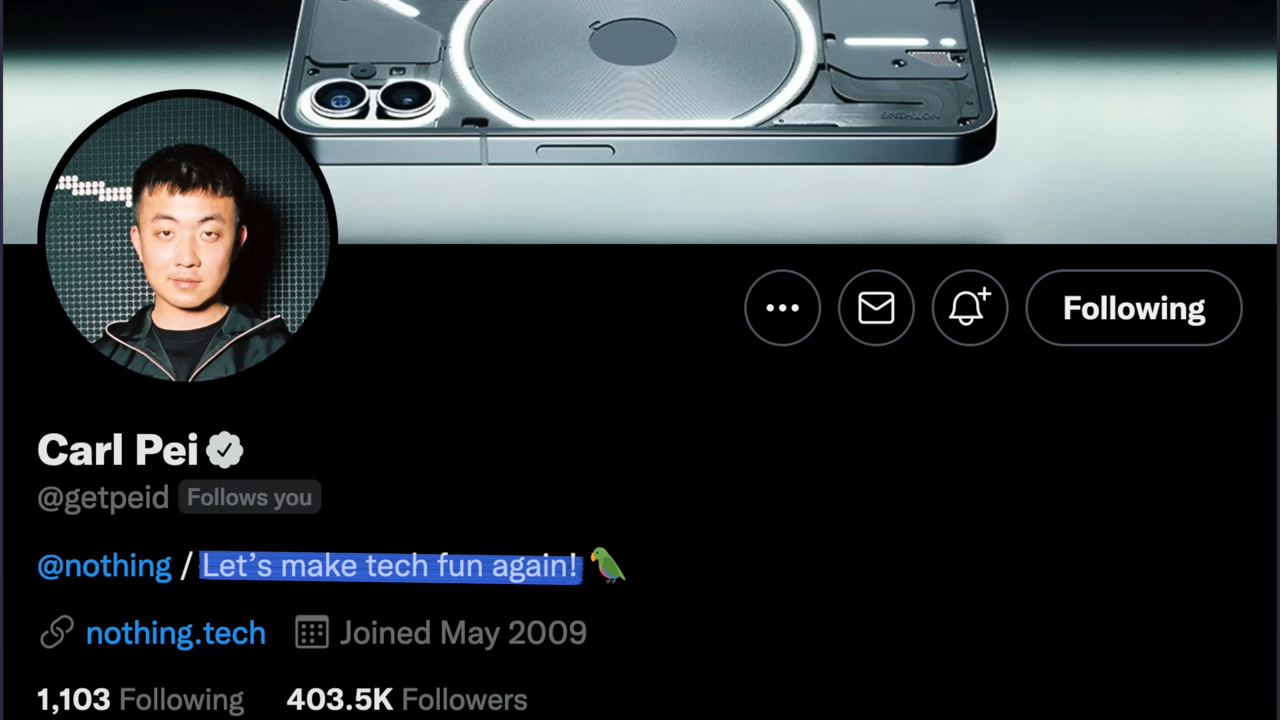 NOTHING
Following
Carl Pei
@getpeid Follows you
@nothing / Let’s make tech fun again! 🦜
nothing.tech Joined May 2009
1,103 Following 403.5K Followers